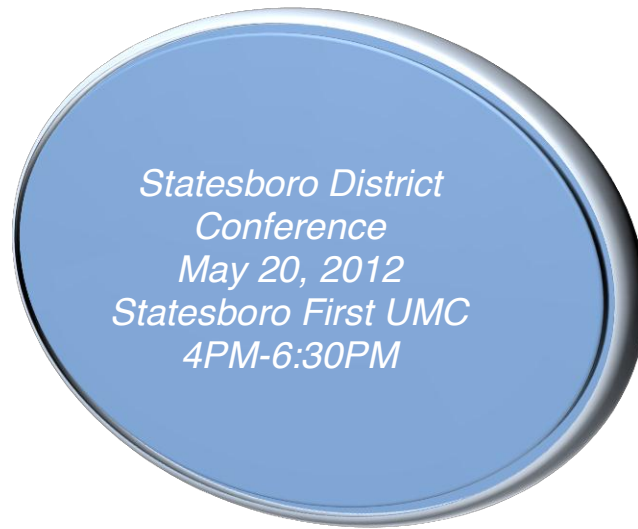 Statesboro District
Conference
May 20, 2012
Statesboro First UMC
4PM-6:30PM